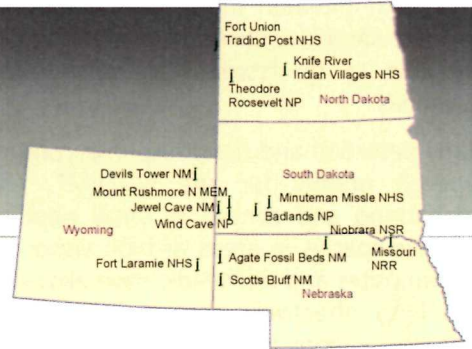 Fort Union
Trading Post NHS
Knife River
Indian Villages NHS
Theodore
Roosevelt NP
North Dakota
Devils Tower NM
South Dakota
Mount Rushmore N MEM
Minuteman Missle NHS
Jewel Cave NM
Badlands NP
Wyoming
Wind Cave NP
Niobrara NSR
Missouri
NRR
Fort Laramie NHS
Agate Fossil Beds NM
Scotts Bluff NM
Nebraska